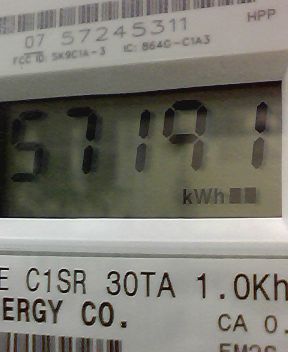 HPP
07 57245311
FCC ID: SK9C1A-3 IC: 864G-C1A3
57191
kWh
E C1SR 30TA 1.0Kh
ERGY CO.
CA 0.